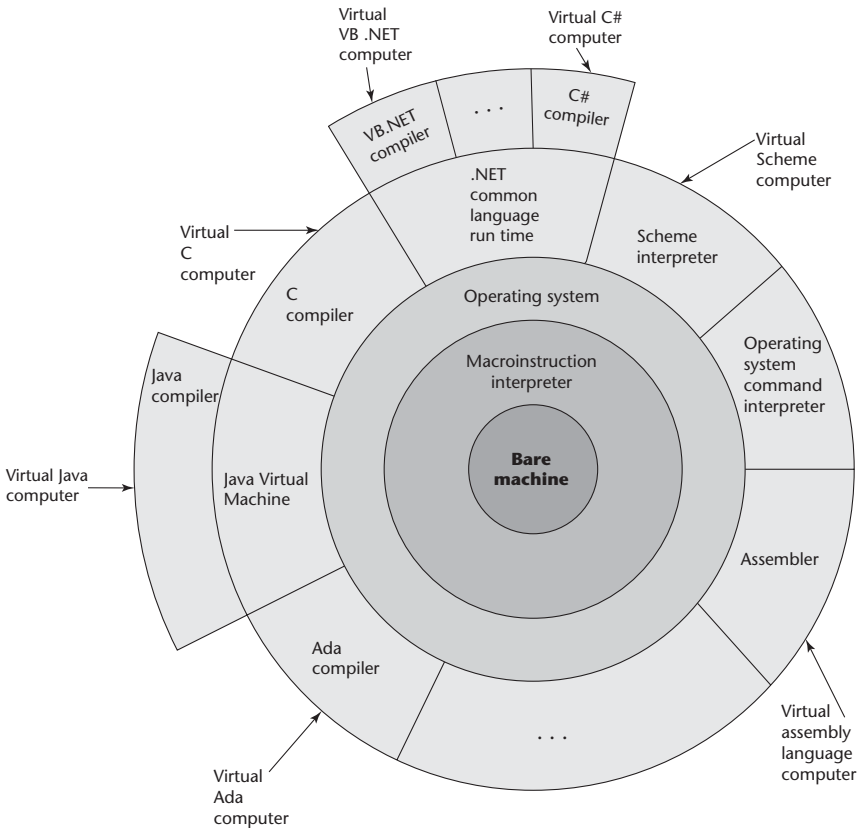 Virtual
VB .NET
computer
Virtual C#
computer
VB.NET
compiler
. . .
C#
compiler
Virtual
Scheme
computer
.NET
common
language
run time
Scheme
interpreter
Virtual
C
computer
C
compiler
Operating system
Operating
system
command
interpreter
Macroinstruction
interpreter
Java
compiler
Bare
machine
Virtual Java
computer
Java Virtual
Machine
Assembler
Ada
compiler
. . .
Virtual
assembly
language
computer
Virtual
Ada
computer